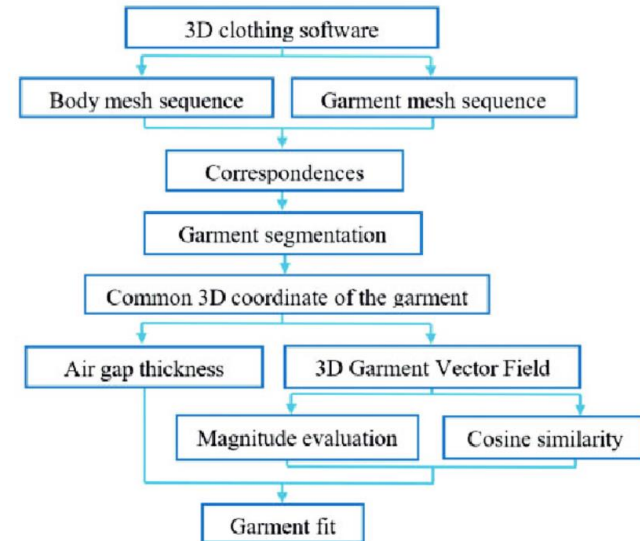 3D clothing software
Body mesh sequence
Garment mesh sequence
Correspondences
Garment segmentation
Common 3D coordinate of the garment
Air gap thickness
3D Garment Vector Field
Magnitude evaluation
Cosine similarity
Garment fit